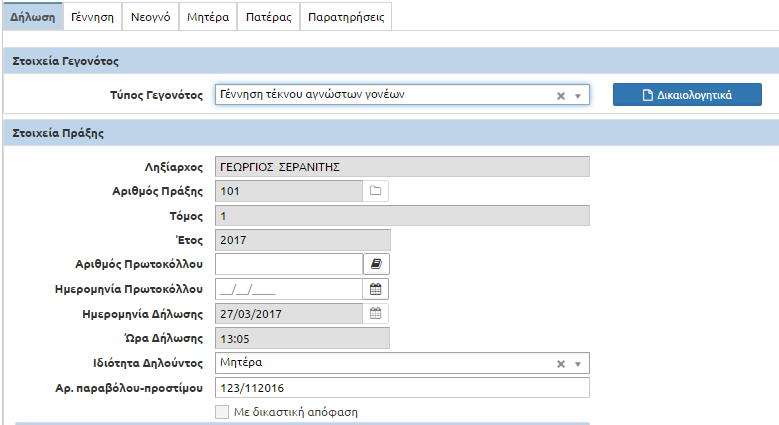 Δήλωση Γέννηση Νεογνό Μητέρα Πατέρας Παρατηρήσεις
Στοιχεία Γεγονότος
Τύπος Γεγονότος Γέννηση τέκνου αγνώστων γονέων Δικαιολογητικά
Στοιχεία Πράξης
Ληξίαρχος ΓΕΩΡΓΙΟΣ ΣΕΡΑΝΙΤΗΣ
Αριθμός Πράξης 101
Τόμος 1
Έτος 2017
Αριθμός Πρωτοκόλλου
Ημερομηνία Πρωτοκόλλου __/__/____
Ημερομηνία Δήλωσης 27/03/2017
Ώρα Δήλωσης 13:05
Ιδιότητα Δηλούντος Μητέρα
Αρ. παραβόλου-προστίμου 123/112016
Με δικαστική απόφαση